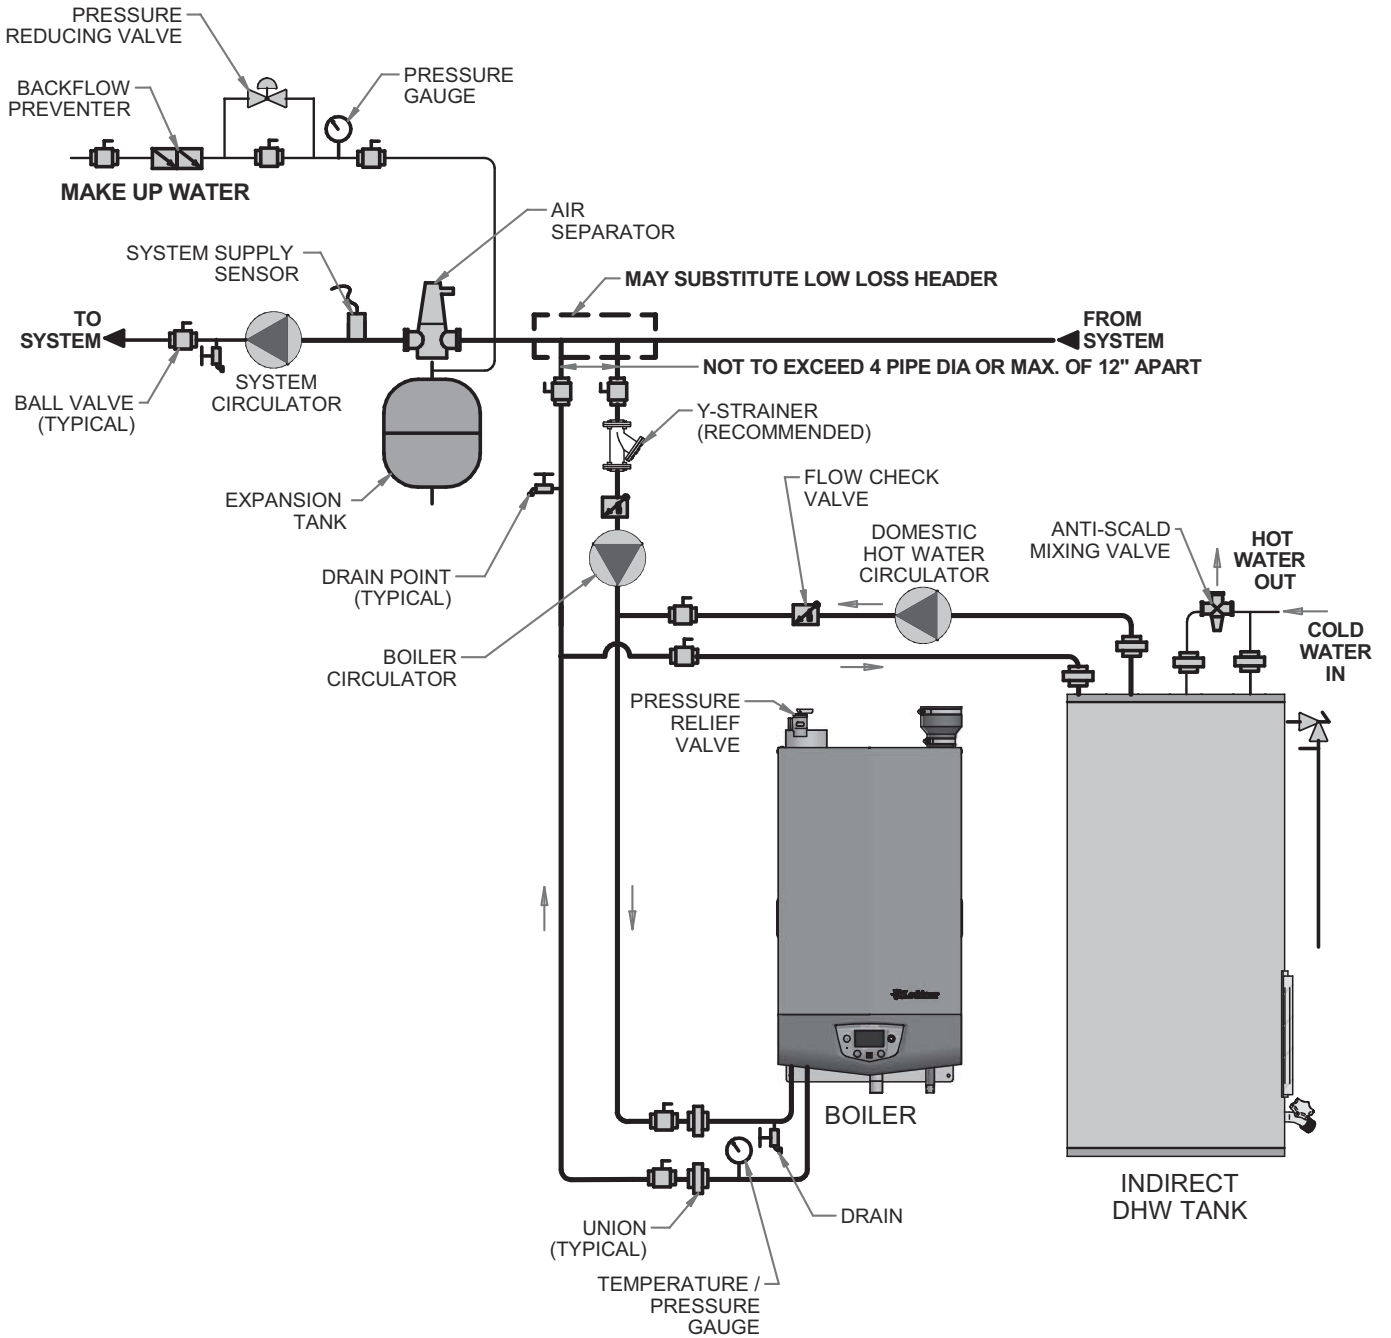 PRESSURE
REDUCING VALVE
BACKFLOW
PREVENTER
PRESSURE
GAUGE
MAKE UP WATER
AIR
SEPARATOR
SYSTEM SUPPLY
SENSOR
MAY SUBSTITUTE LOW LOSS HEADER
TO
SYSTEM
FROM
SYSTEM
NOT TO EXCEED 4 PIPE DIA OR MAX. OF 12" APART
SYSTEM
CIRCULATOR
BALL VALVE
(TYPICAL)
Y-STRAINER
(RECOMMENDED)
EXPANSION
TANK
FLOW CHECK
VALVE
DOMESTIC
HOT WATER
CIRCULATOR
ANTI-SCALD
MIXING VALVE
HOT
WATER
OUT
DRAIN POINT
(TYPICAL)
COLD
WATER
IN
BOILER
CIRCULATOR
PRESSURE
RELIEF
VALVE
Lochinvar
BOILER
INDIRECT
DHW TANK
DRAIN
UNION
(TYPICAL)
TEMPERATURE /
PRESSURE
GAUGE